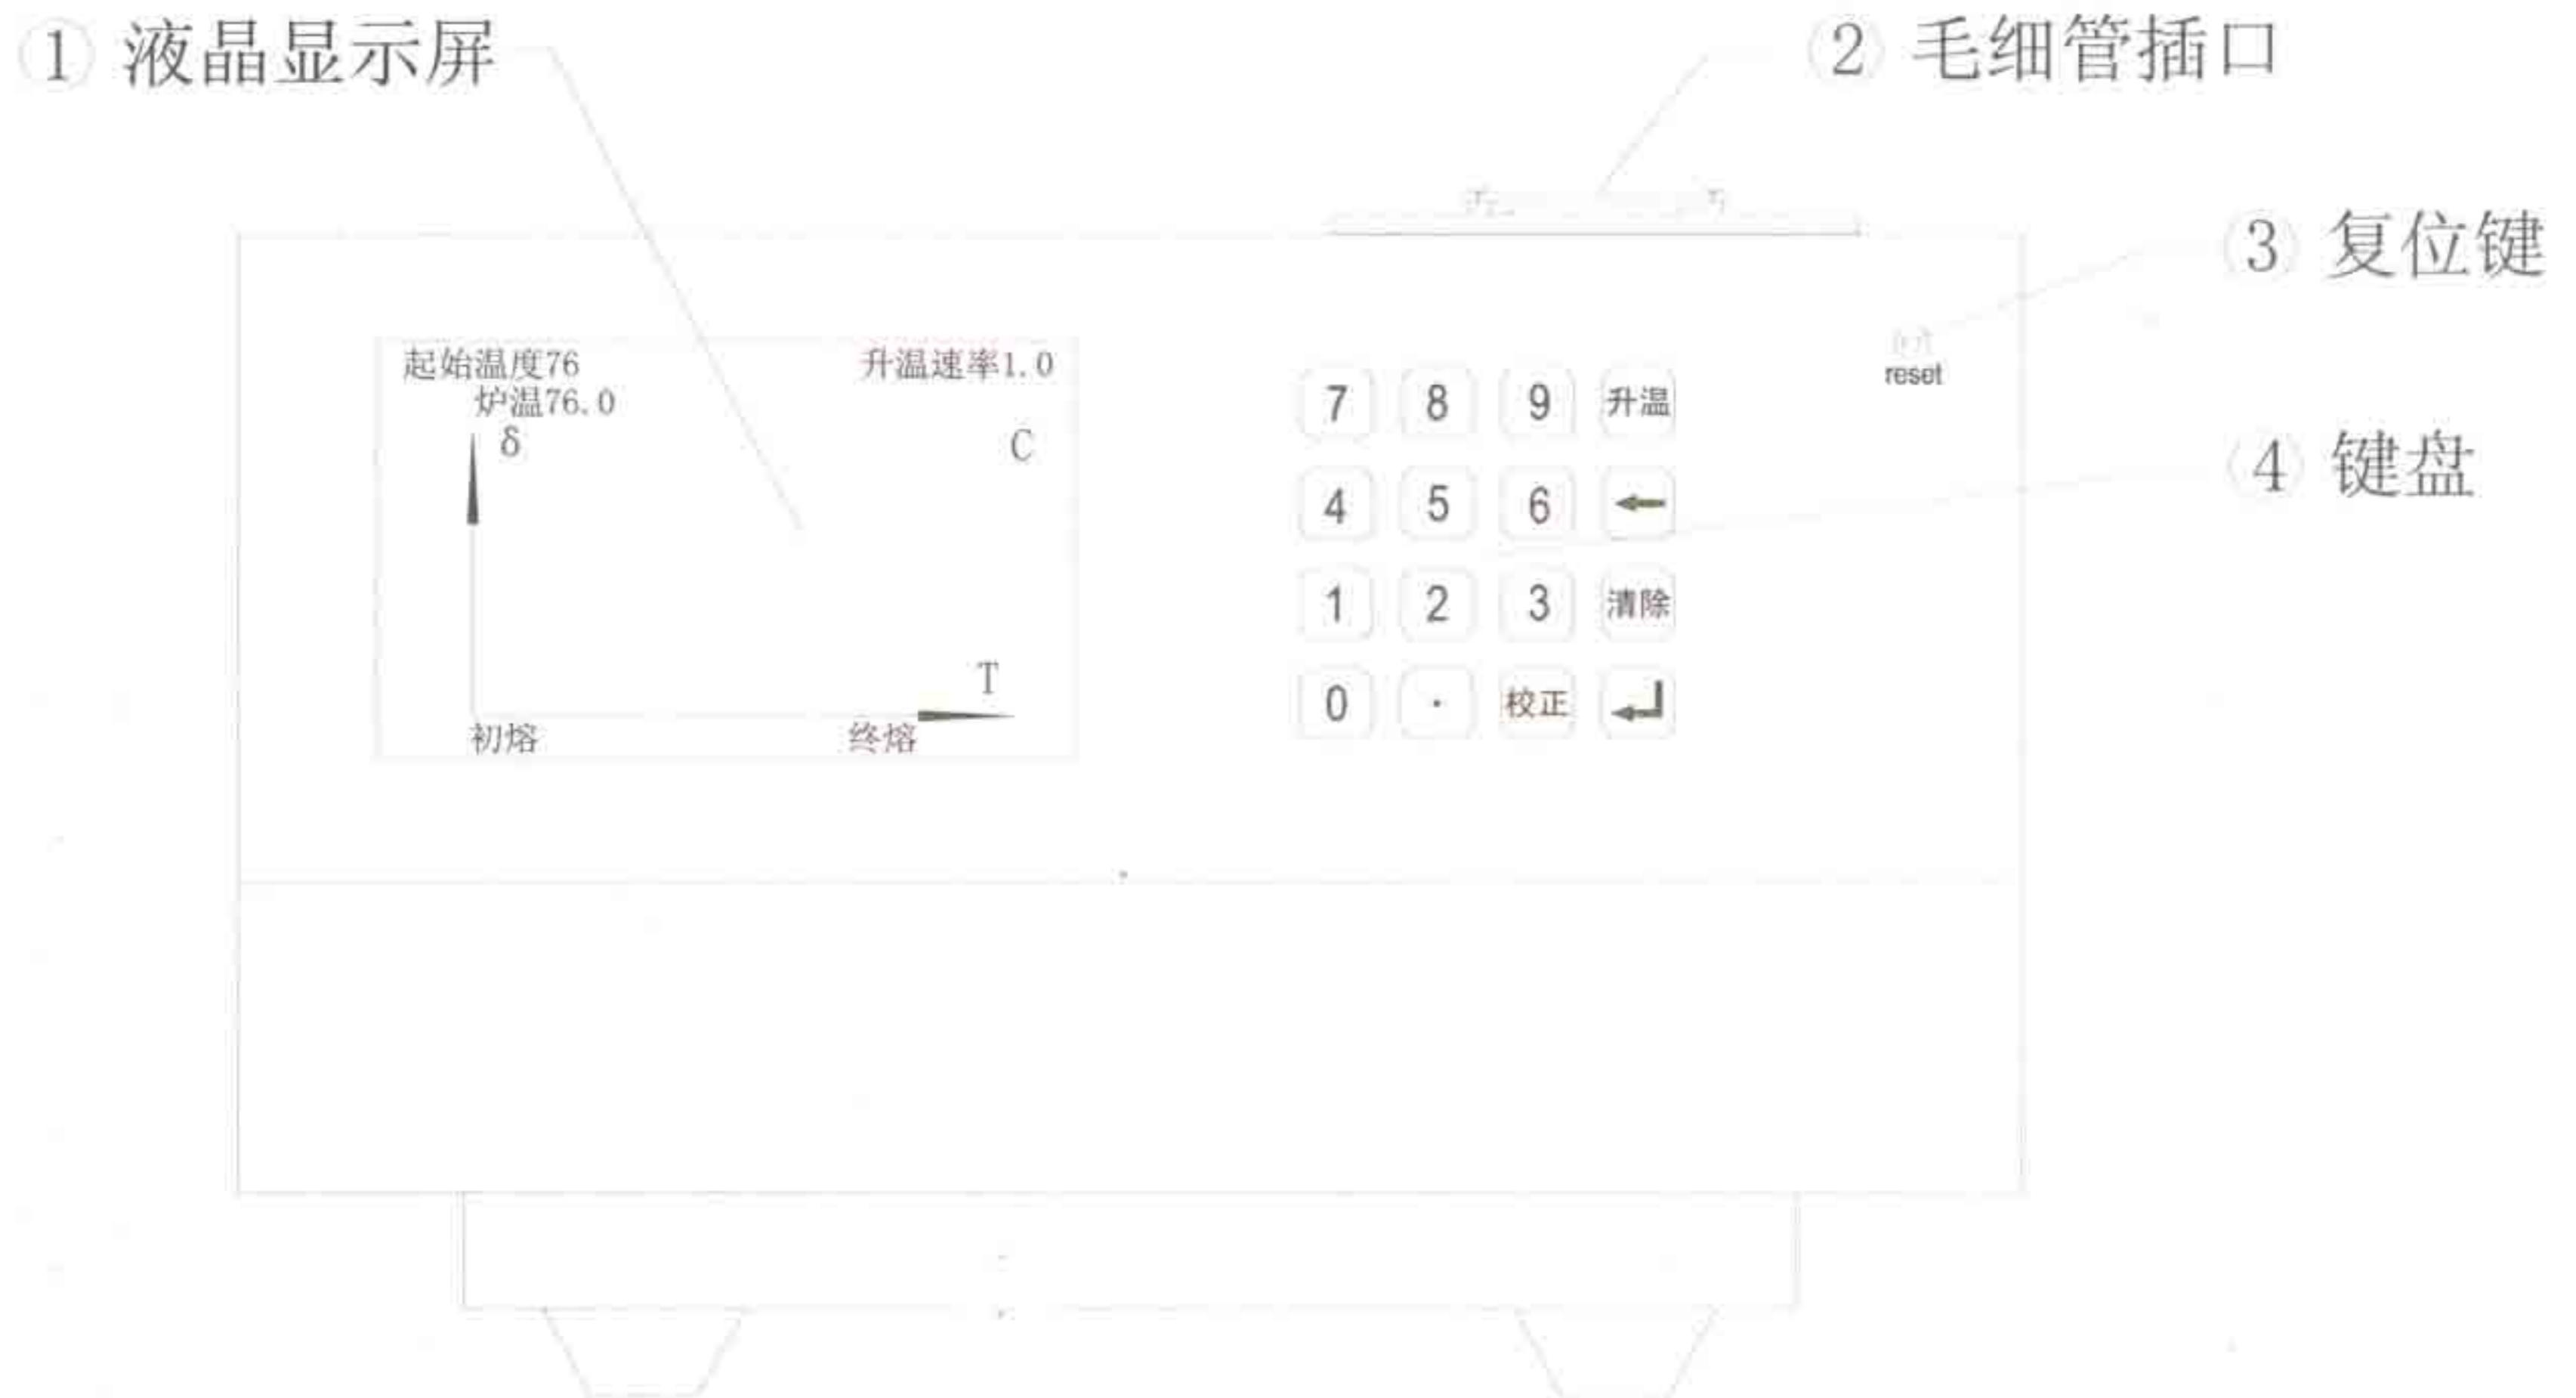 ① 液晶显示屏
② 毛细管插口
③ 复位键
④ 键盘
起始温度76 升温速率1.0
炉温76.0
δ C
T
初熔 终熔
7 8 9 升温
4 5 6 ←
1 2 3 清除
0 · 校正 ↵
reset